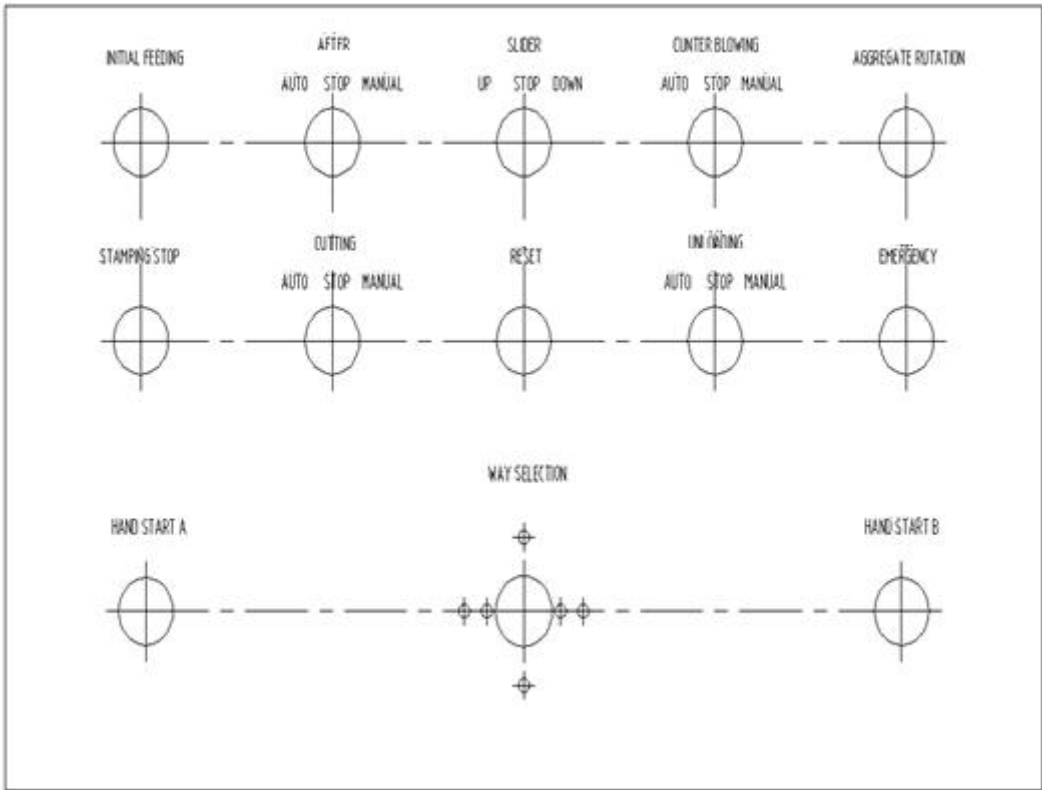 INITIAL FEEDING
AFTER
SLIDER
CUNTER BLOWING
AGGREGATE RUTATION
AUTO STOP MANUAL
UP STOP DOWN
AUTO STOP MANUAL
STAMPING STOP
CUTTING
RESET
EMERGENCY
AUTO STOP MANUAL
AUTO STOP MANUAL
WAY SELECTION
HAND START A
HAND START B